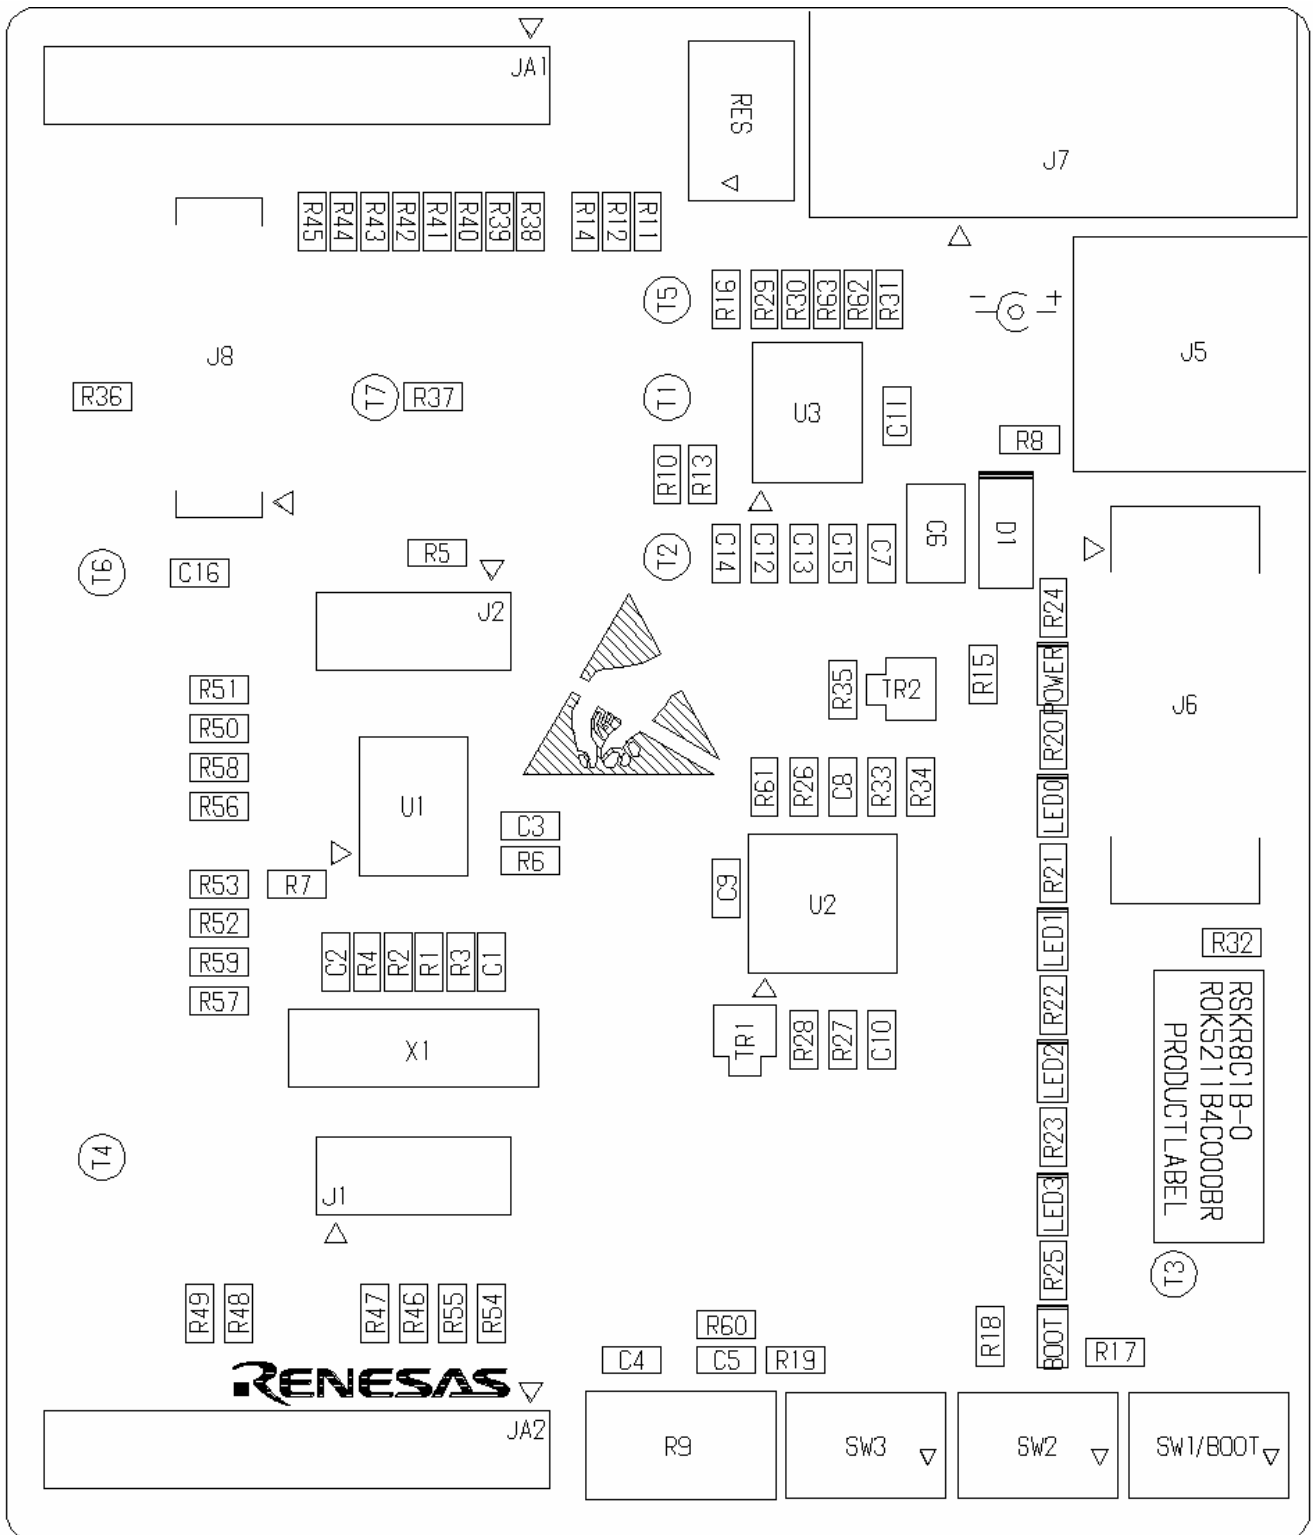 JA1
RES
J7
R45
R44
R43
R42
R41
R40
R39
R38
R14
R12
R11
T5
R16
R29
R30
R63
R62
R31
- +
J8
J5
R36
T7
R37
T1
U3
C11
R8
R10
R13
T6
C16
R5
T2
C14
C12
C13
C15
C7
C6
D1
J2
R24
R51
R35
TR2
R15
POWER
J6
R50
R20
R58
R61
R26
C8
R33
R34
LED0
R56
U1
C3
R6
R53
R7
C9
U2
R21
R52
LED1
R32
R59
C2
R4
R2
R1
R3
C1
R57
R22
X1
TR1
R28
R27
C10
LED2
RSKR8C1B-0
R0K5211B4C000BR
PRODUCTLABEL
R23
T4
J1
LED3
R25
T3
R49
R48
R47
R46
R55
R54
R60
R18
BOOT
R17
C4
C5
R19
RENESAS
JA2
R9
SW3
SW2
SW1/BOOT